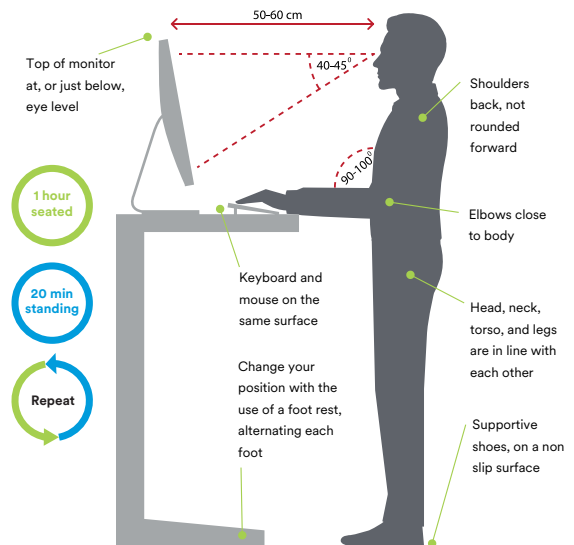 50-60 cm
Top of monitor
at, or just below,
eye level
40-45°
Shoulders
back, not
rounded
forward
90-100°
1 hour
seated
Elbows close
to body
20 min
standing
Keyboard and
mouse on the
same surface
Head, neck,
torso, and legs
are in line with
each other
Repeat
Change your
position with the
use of a foot rest,
alternating each
foot
Supportive
shoes, on a non
slip surface